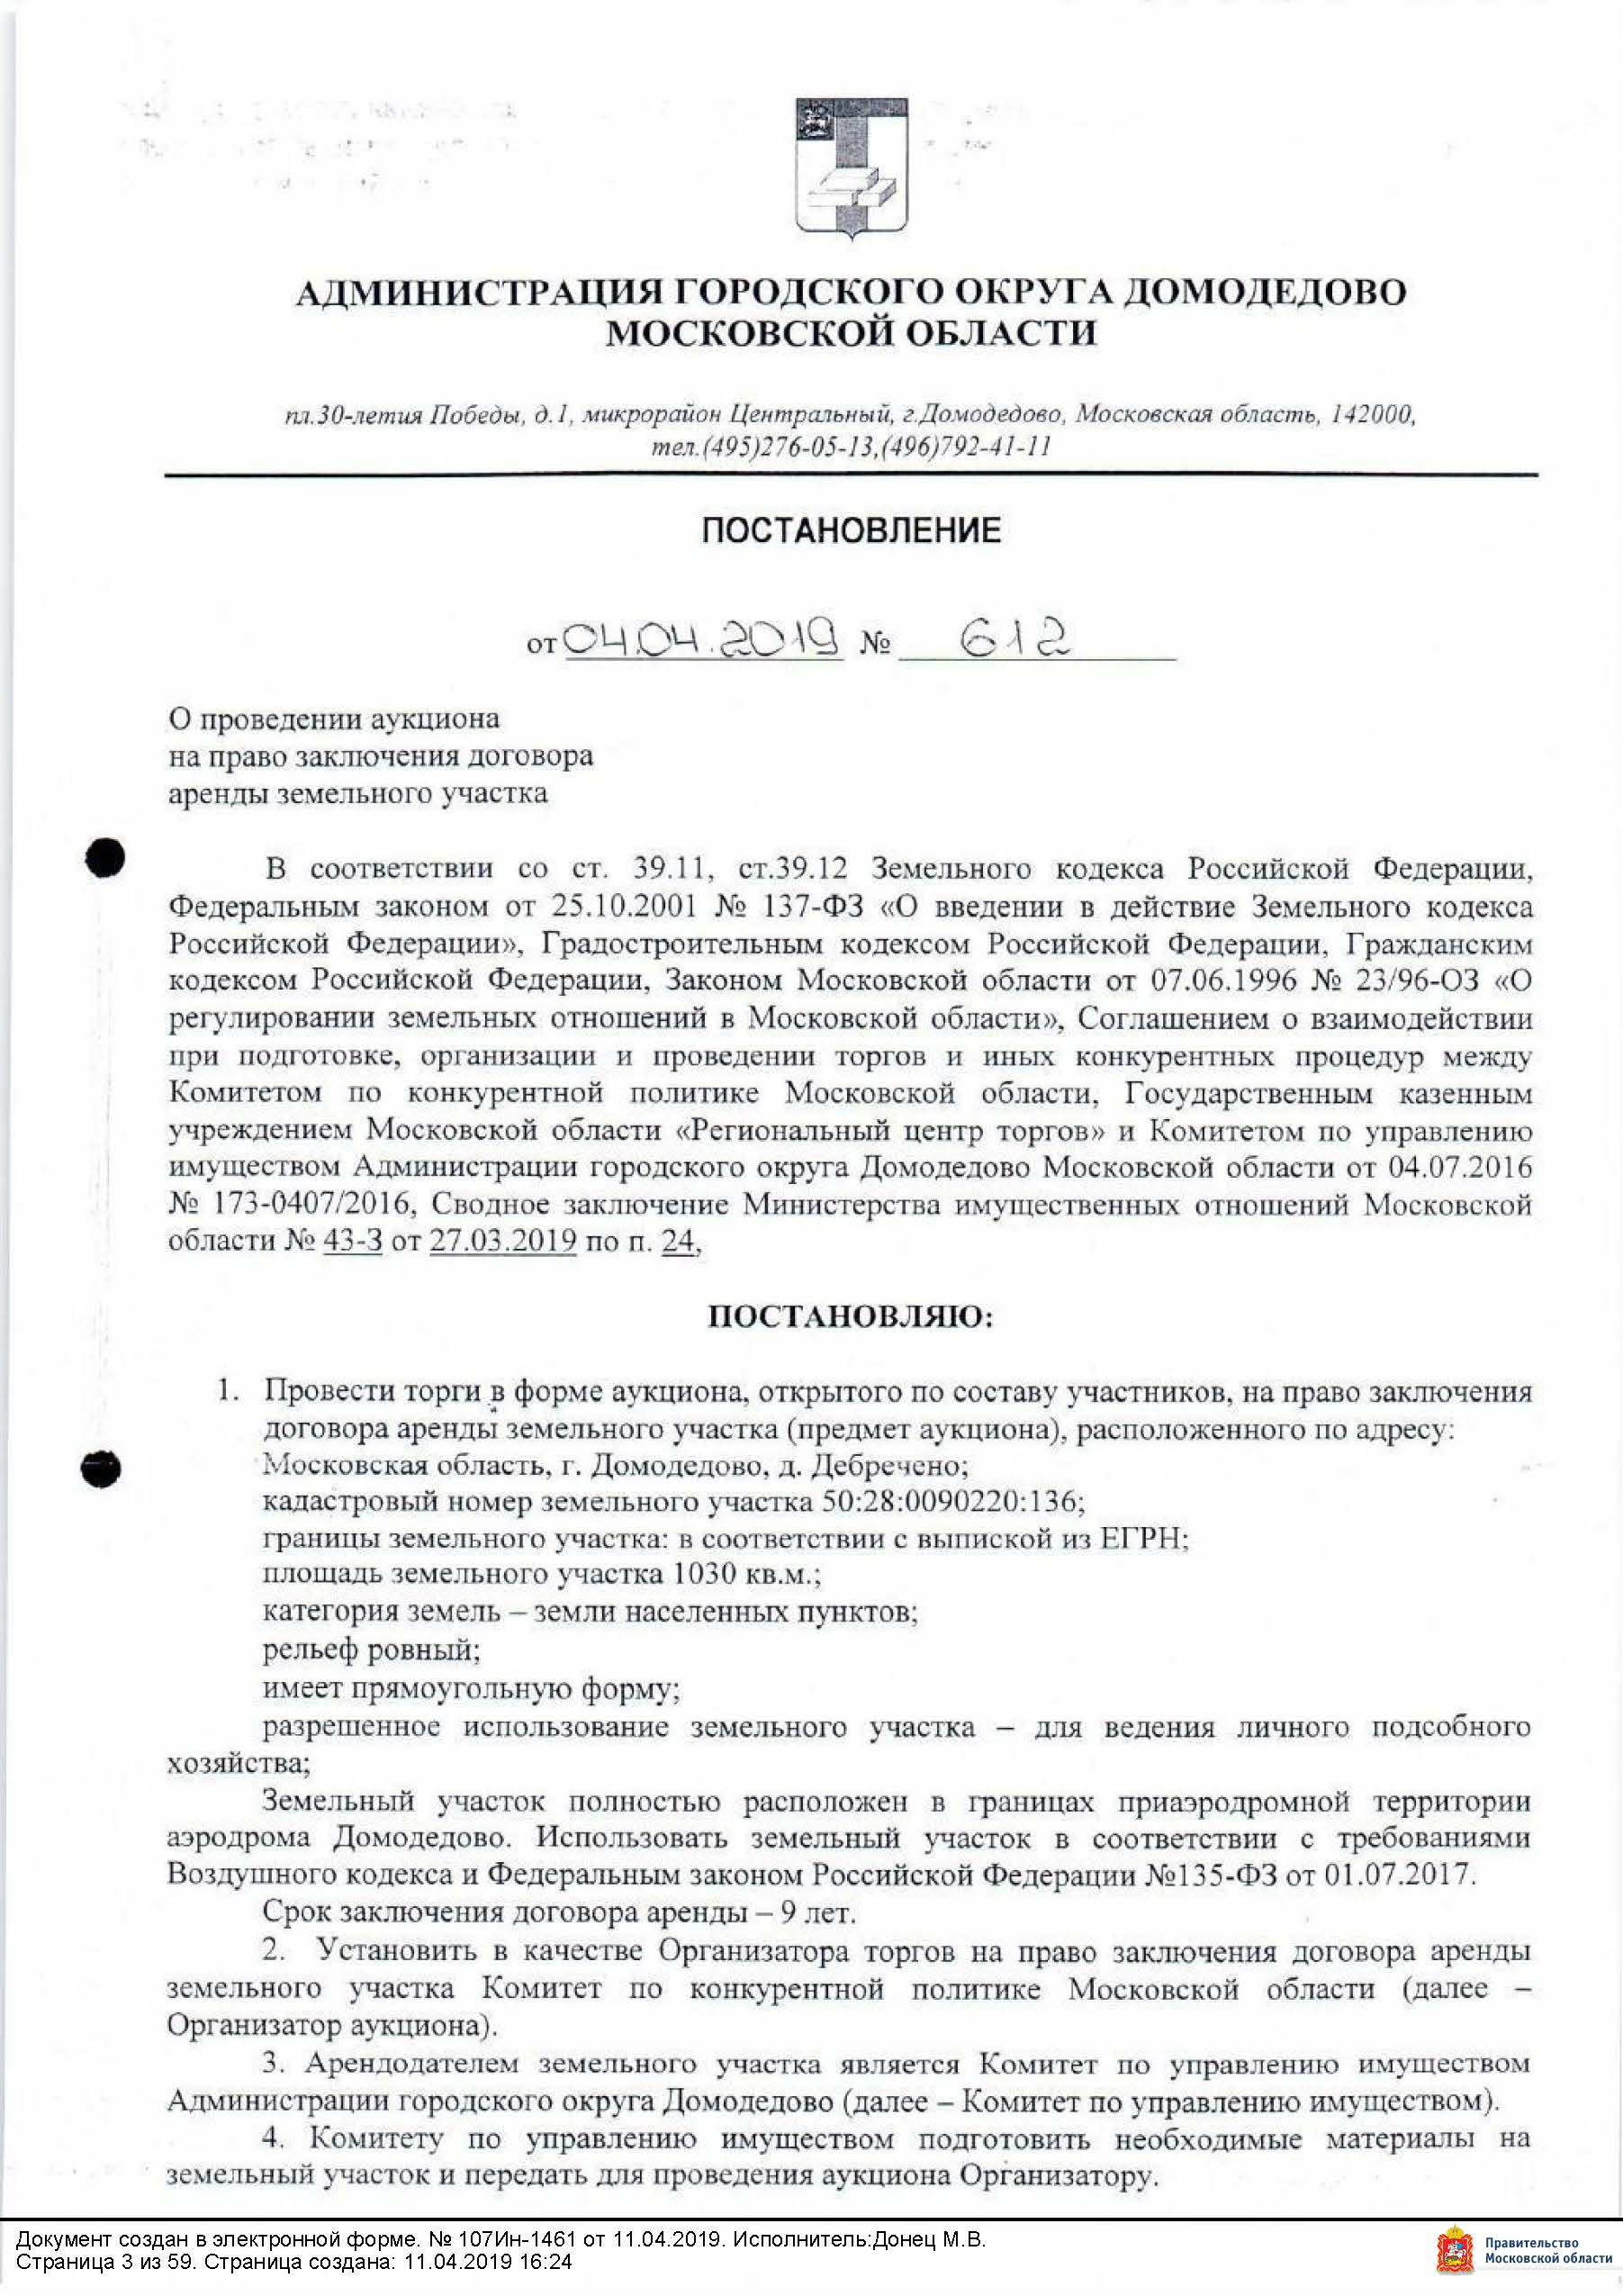 АДМИНИСТРАЦИЯ ГОРОДСКОГО ОКРУГА ДОМОДЕДОВО
МОСКОВСКОЙ ОБЛАСТИ
пл.30-летия Победы, д.1, микрорайон Центральный, г.Домодедово, Московская область, 142000,
тел.(495)276-05-13,(496)792-41-11
ПОСТАНОВЛЕНИЕ
от 04.04.2019 № 612
О проведении аукциона
на право заключения договора
аренды земельного участка
В соответствии со ст. 39.11, ст.39.12 Земельного кодекса Российской Федерации,
Федеральным законом от 25.10.2001 № 137-ФЗ «О введении в действие Земельного кодекса
Российской Федерации», Градостроительным кодексом Российской Федерации, Гражданским
кодексом Российской Федерации, Законом Московской области от 07.06.1996 № 23/96-ОЗ «О
регулировании земельных отношений в Московской области», Соглашением о взаимодействии
при подготовке, организации и проведении торгов и иных конкурентных процедур между
Комитетом по конкурентной политике Московской области, Государственным казенным
учреждением Московской области «Региональный центр торгов» и Комитетом по управлению
имуществом Администрации городского округа Домодедово Московской области от 04.07.2016
№ 173-0407/2016, Сводное заключение Министерства имущественных отношений Московской
области № 43-З от 27.03.2019 по п. 24,
ПОСТАНОВЛЯЮ:
1. Провести торги в форме аукциона, открытого по составу участников, на право заключения
договора аренды земельного участка (предмет аукциона), расположенного по адресу:
Московская область, г. Домодедово, д. Дебречено;
кадастровый номер земельного участка 50:28:0090220:136;
границы земельного участка: в соответствии с выпиской из ЕГРН;
площадь земельного участка 1030 кв.м.;
категория земель – земли населенных пунктов;
рельеф ровный;
имеет прямоугольную форму;
разрешенное использование земельного участка – для ведения личного подсобного
хозяйства;
Земельный участок полностью расположен в границах приаэродромной территории
аэродрома Домодедово. Использовать земельный участок в соответствии с требованиями
Воздушного кодекса и Федеральным законом Российской Федерации №135-ФЗ от 01.07.2017.
Срок заключения договора аренды – 9 лет.
2. Установить в качестве Организатора торгов на право заключения договора аренды
земельного участка Комитет по конкурентной политике Московской области (далее –
Организатор аукциона).
3. Арендодателем земельного участка является Комитет по управлению имуществом
Администрации городского округа Домодедово (далее – Комитет по управлению имуществом).
4. Комитету по управлению имуществом подготовить необходимые материалы на
земельный участок и передать для проведения аукциона Организатору.
Документ создан в электронной форме. № 107Ин-1461 от 11.04.2019. Исполнитель:Донец М.В.
Страница 3 из 59. Страница создана: 11.04.2019 16:24
Правительство
Московской области